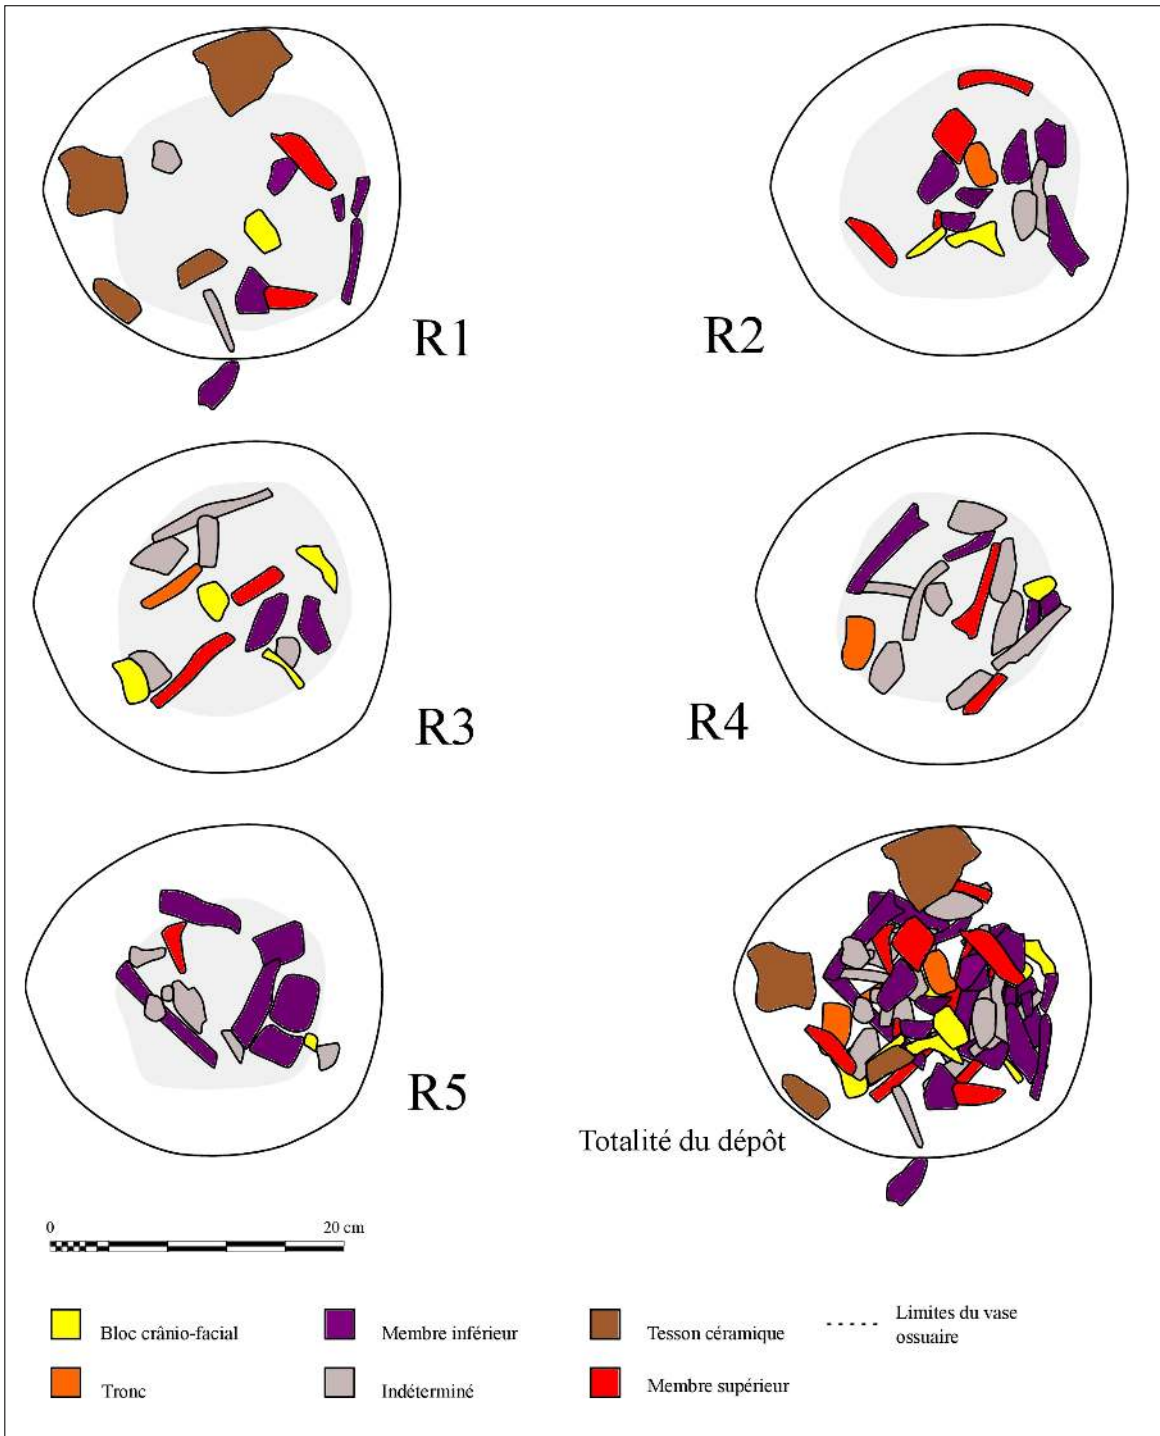 R1
R2
R3
R4
R5
Totalité du dépôt
0 20 cm
Bloc crânio-facial
Membre inférieur
Tesson céramique
Limites du vase
ossuaire
Tronc
Indéterminé
Membre supérieur